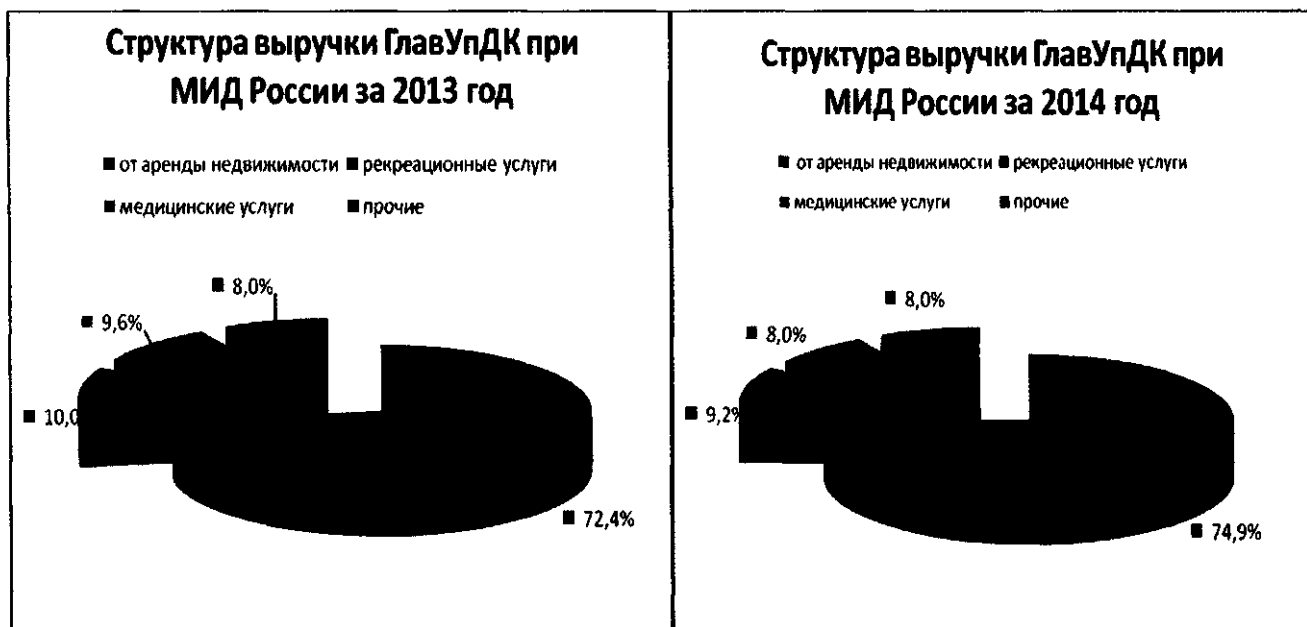 Структура выручки ГлавУпДК при
МИД России за 2013 год
от аренды недвижимости рекреационные услуги
медицинские услуги прочие
8,0%
9,6%
10,0
72,4%
Структура выручки ГлавУпДК при
МИД России за 2014 год
от аренды недвижимости рекреационные услуги
медицинские услуги прочие
8,0%
8,0%
9,2%
74,9%